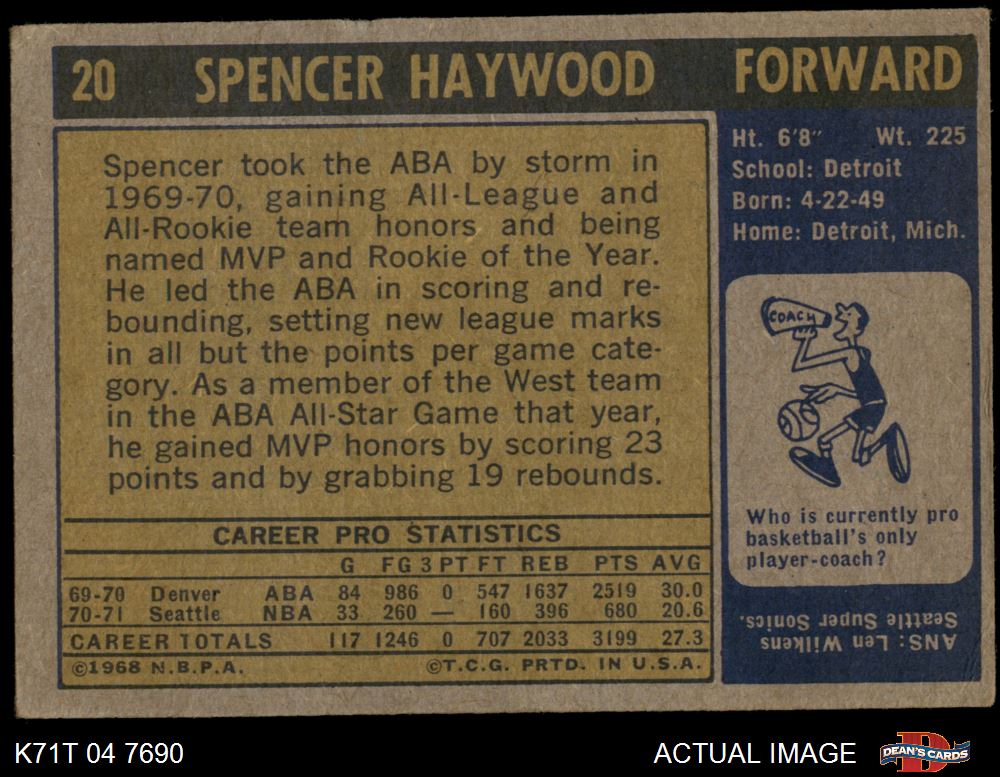 20 SPENCER HAYWOOD FORWARD
Spencer took the ABA by storm in
1969-70, gaining All-League and
All-Rookie team honors and being
named MVP and Rookie of the Year.
He led the ABA in scoring and re-
bounding, setting new league marks
in all but the points per game cate-
gory. As a member of the West team
in the ABA All-Star Game that year,
he gained MVP honors by scoring 23
points and by grabbing 19 rebounds.
CAREER PRO STATISTICS
G FG 3 PT FT REB PTS AVG
69-70 Denver ABA 84 986 0 547 1637 2519 30.0
70-71 Seattle NBA 33 260 — 160 396 680 20.6
CAREER TOTALS 117 1246 0 707 2033 3199 27.3
©1968 N.B.P.A. ©T.C.G. PRTD. IN U.S.A.
Ht. 6'8" Wt. 225
School: Detroit
Born: 4-22-49
Home: Detroit, Mich.
COACH
Who is currently pro
basketball's only
player-coach?
ANS: Len Wilkens
Seattle Super Sonics.
K71T 04 7690 ACTUAL IMAGE
D
DEAN'S CARDS